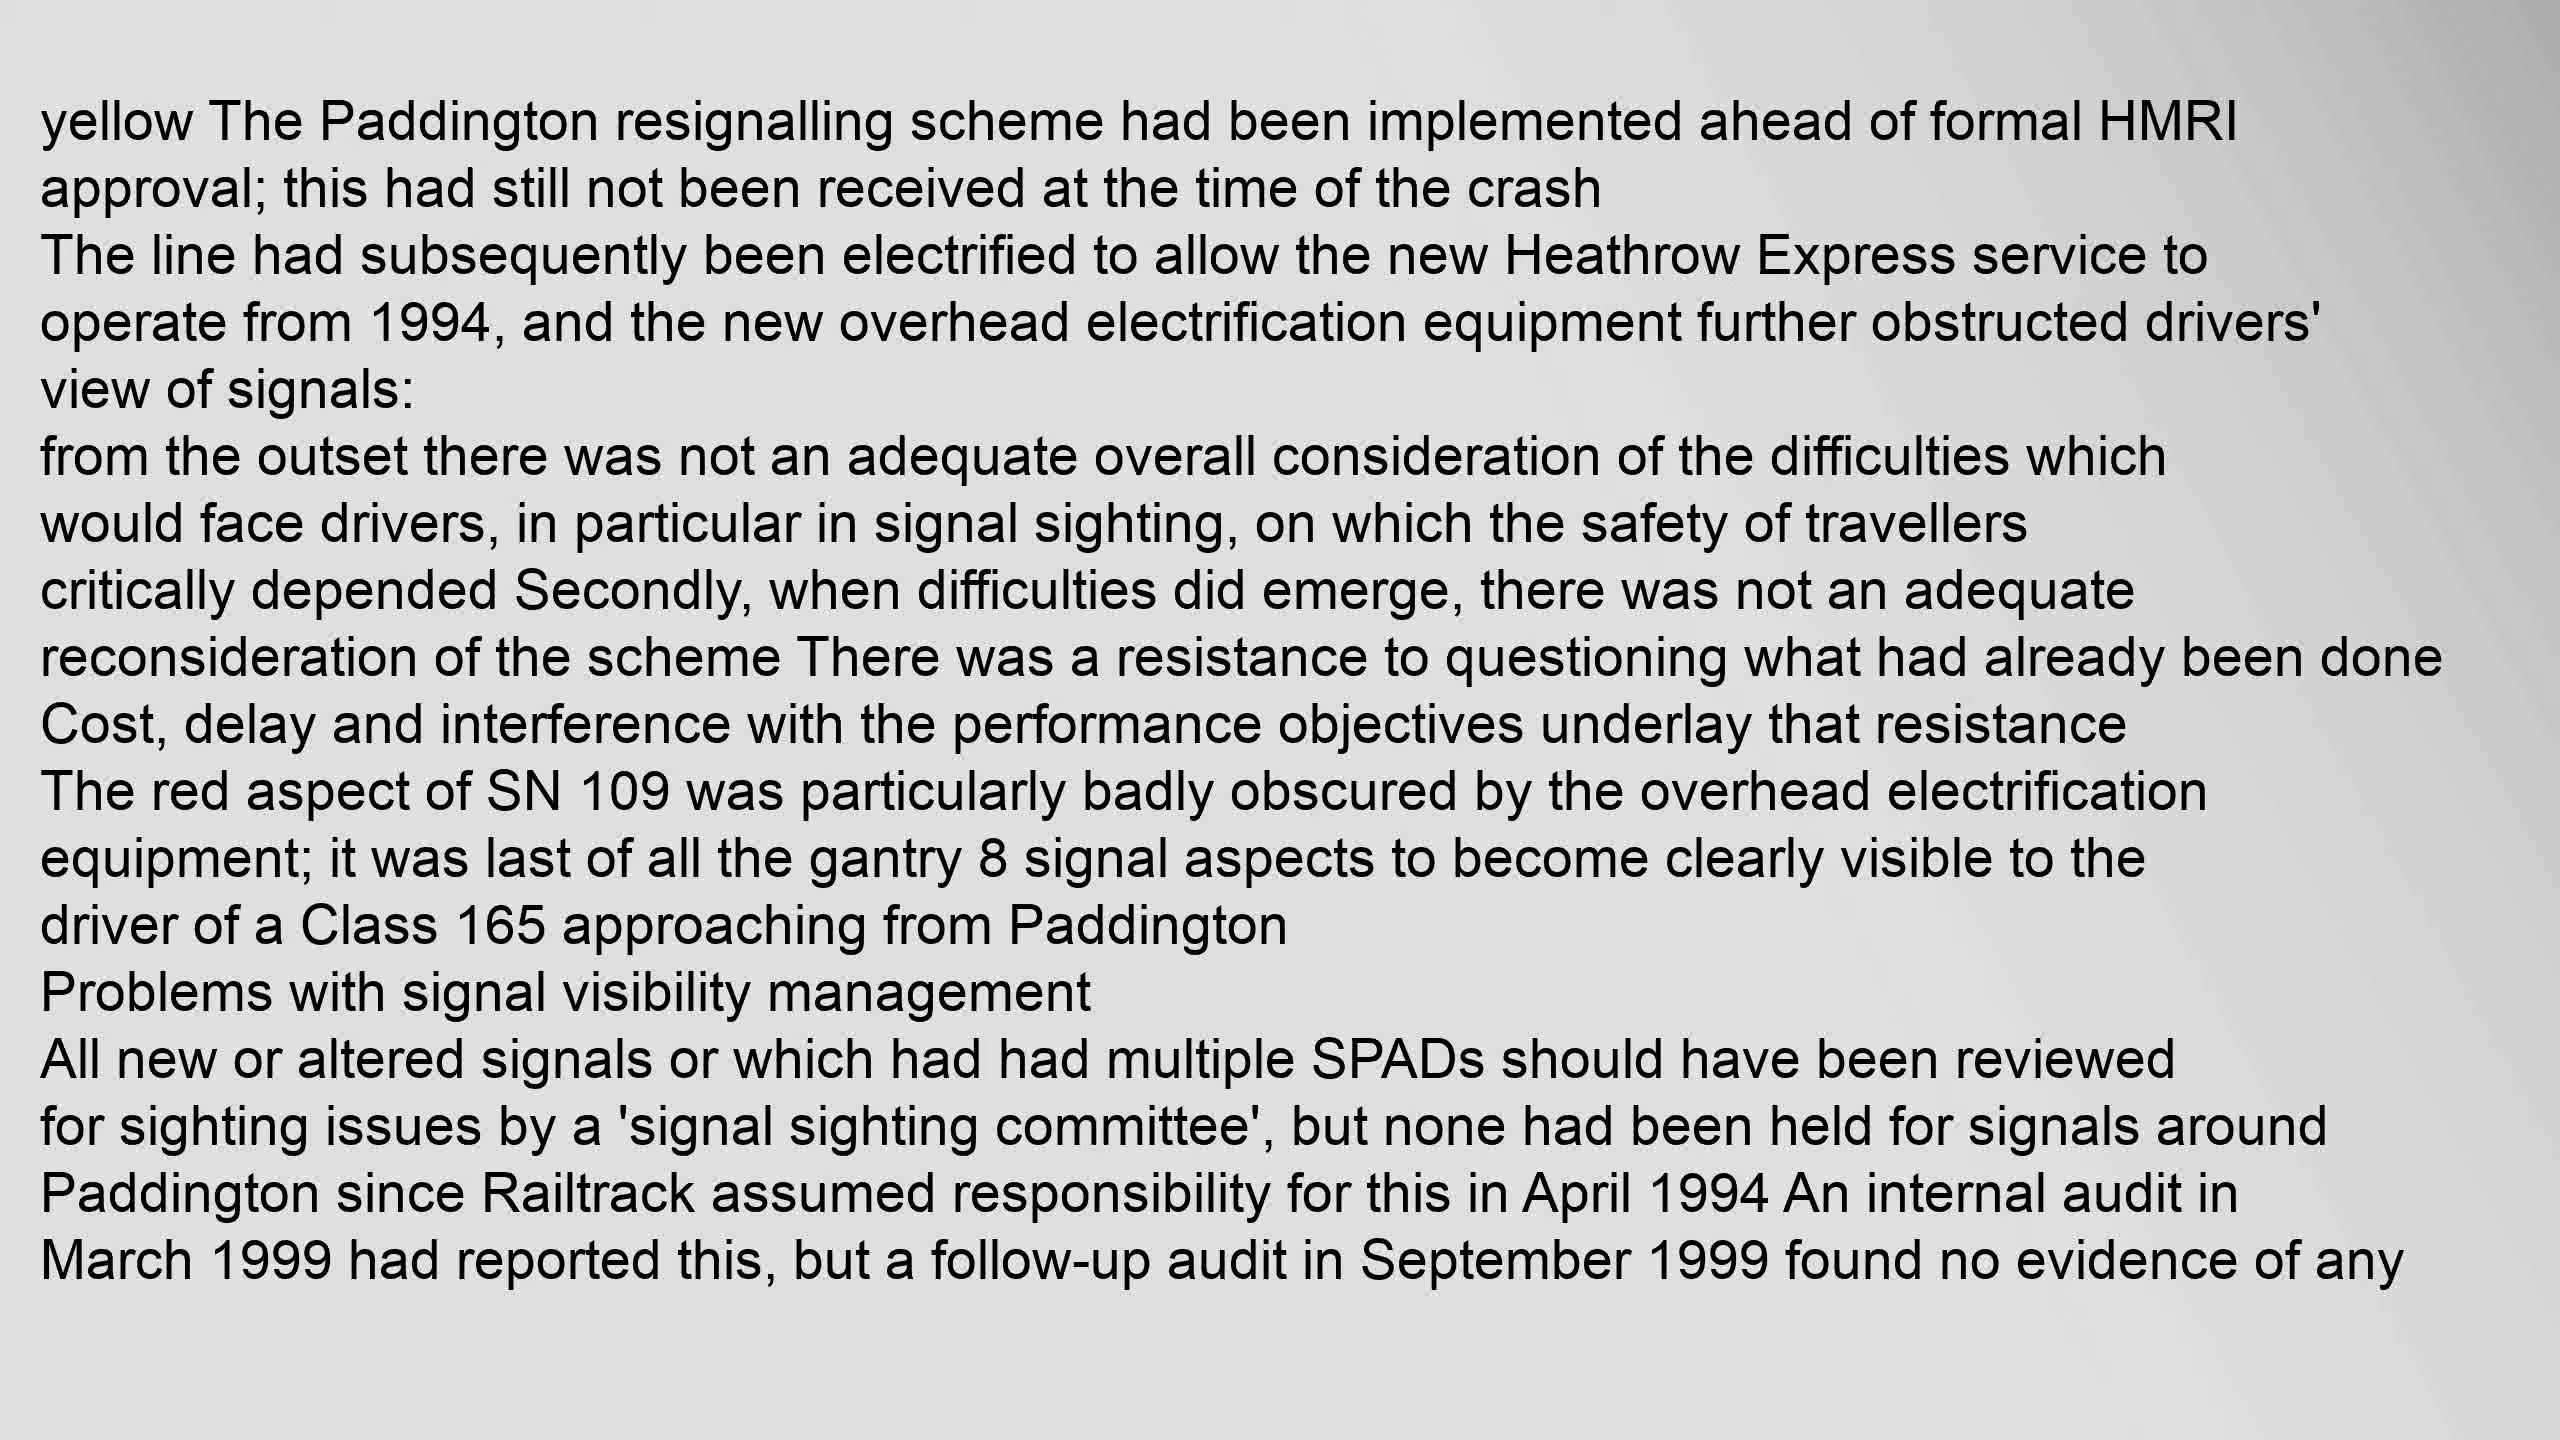 yellow The Paddington resignalling scheme had been implemented ahead of formal HMRI
approval; this had still not been received at the time of the crash
The line had subsequently been electrified to allow the new Heathrow Express service to
operate from 1994, and the new overhead electrification equipment further obstructed drivers'
view of signals:
from the outset there was not an adequate overall consideration of the difficulties which
would face drivers, in particular in signal sighting, on which the safety of travellers
critically depended Secondly, when difficulties did emerge, there was not an adequate
reconsideration of the scheme There was a resistance to questioning what had already been done
Cost, delay and interference with the performance objectives underlay that resistance
The red aspect of SN 109 was particularly badly obscured by the overhead electrification
equipment; it was last of all the gantry 8 signal aspects to become clearly visible to the
driver of a Class 165 approaching from Paddington
Problems with signal visibility management
All new or altered signals or which had had multiple SPADs should have been reviewed
for sighting issues by a 'signal sighting committee', but none had been held for signals around
Paddington since Railtrack assumed responsibility for this in April 1994 An internal audit in
March 1999 had reported this, but a follow-up audit in September 1999 found no evidence of any